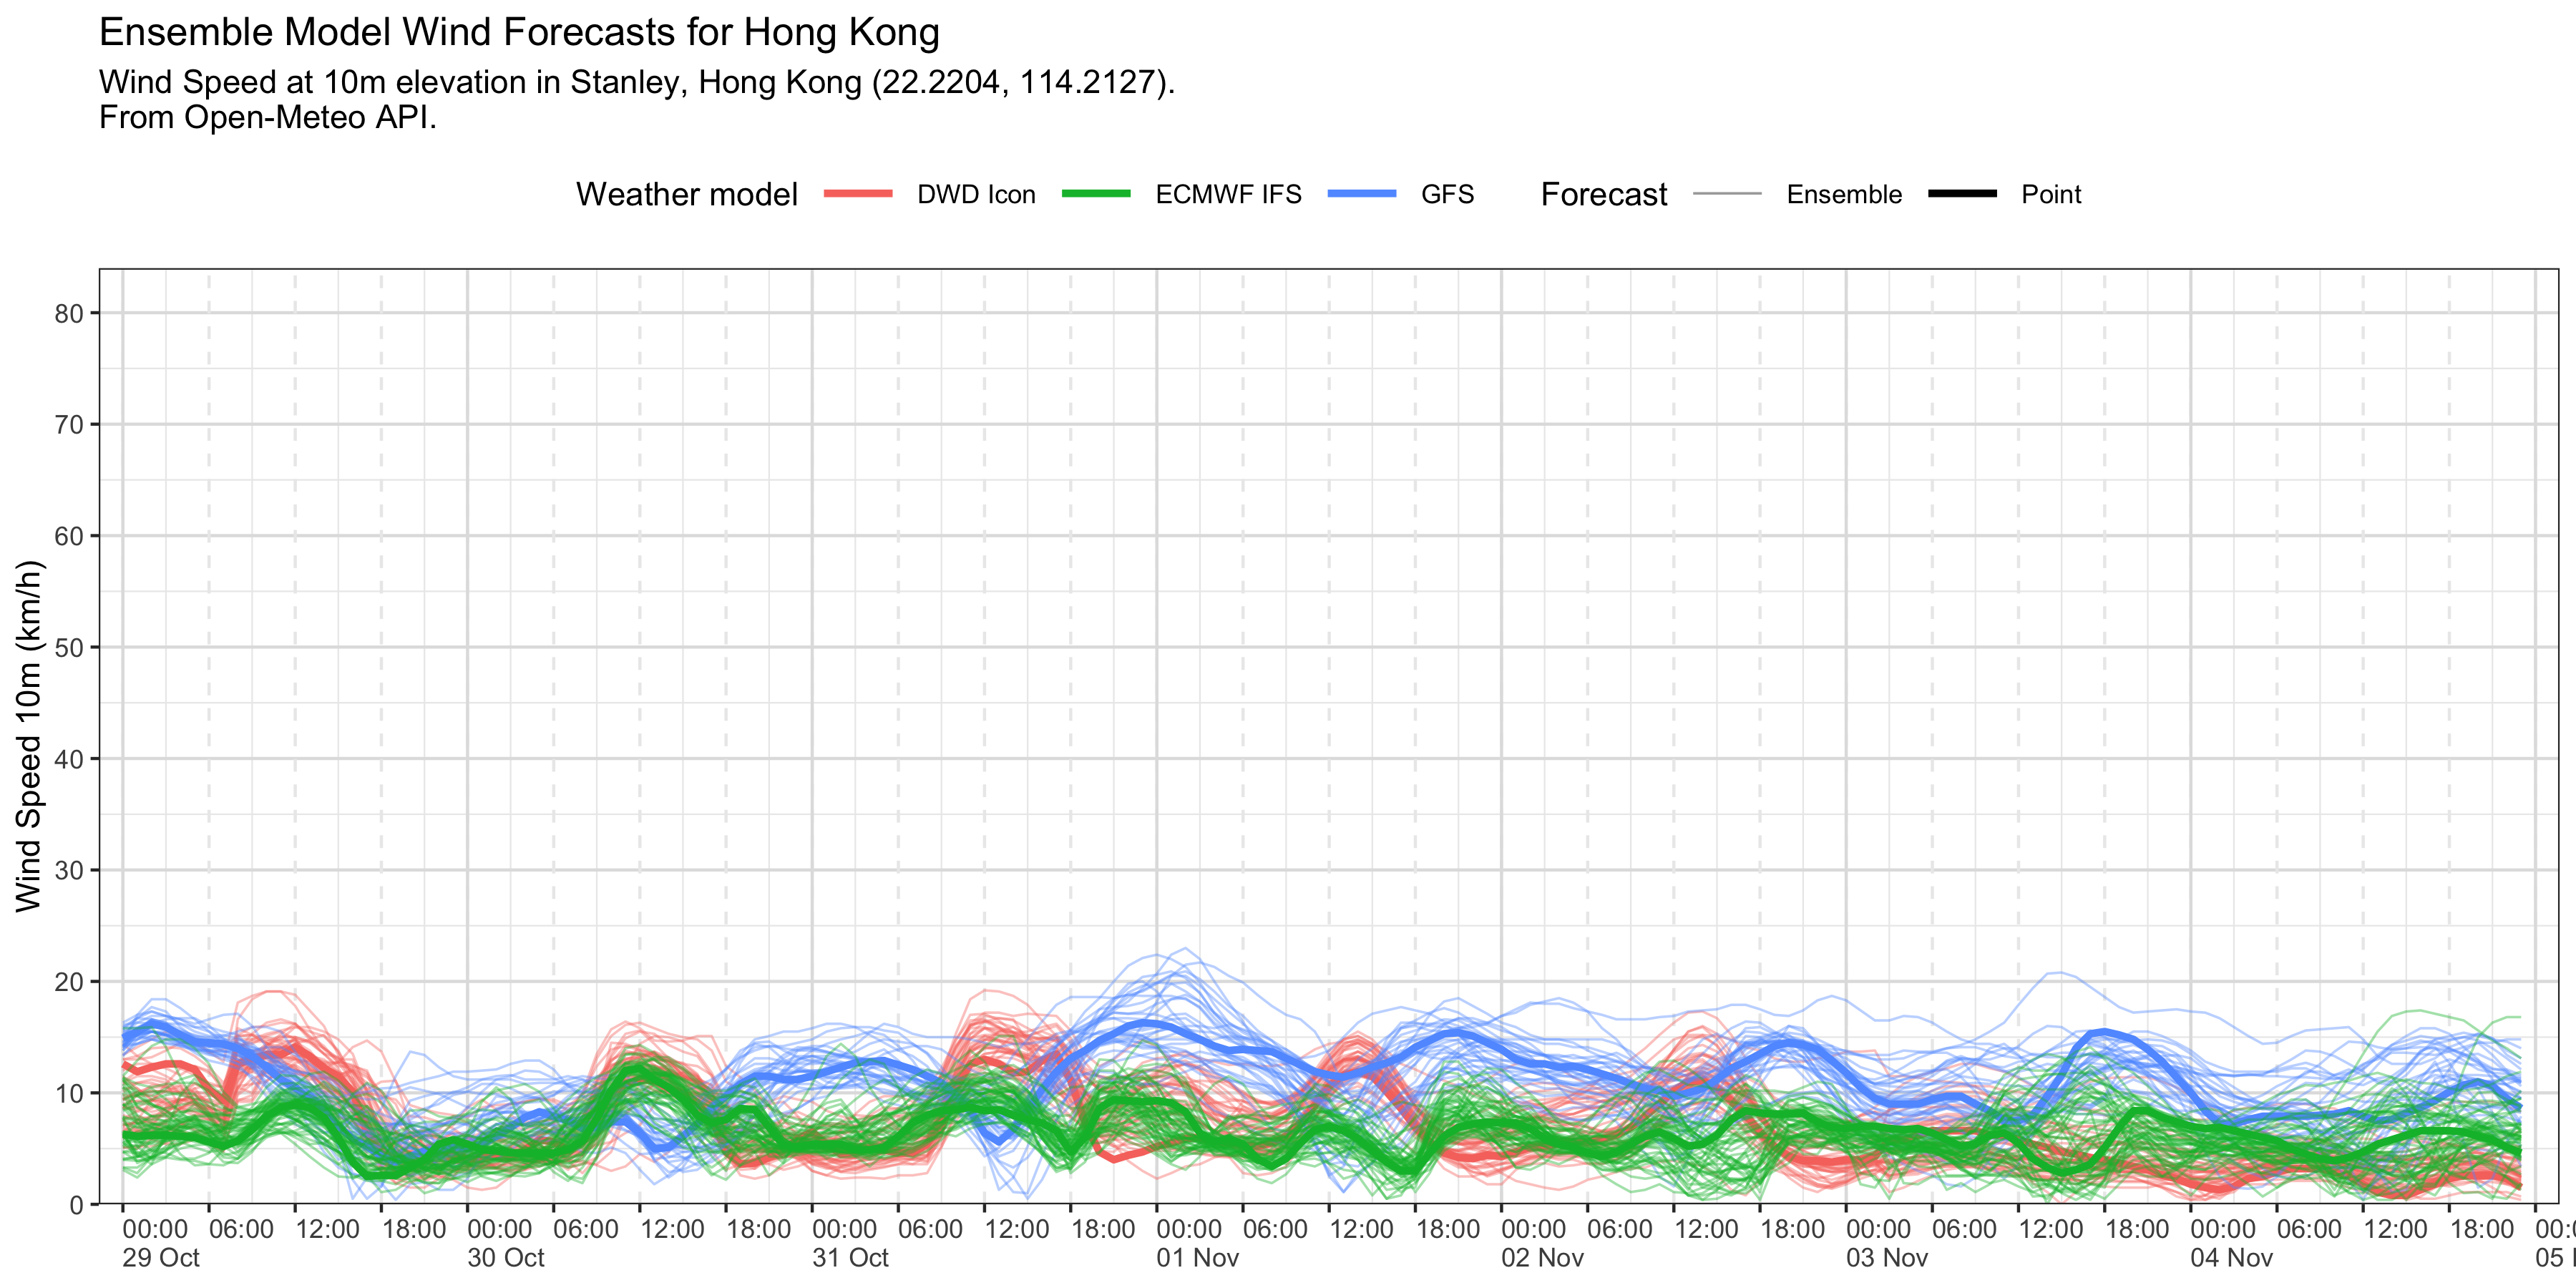 Ensemble Model Wind Forecasts for Hong Kong
Wind Speed at 10m elevation in Stanley, Hong Kong (22.2204, 114.2127).
From Open-Meteo API.
Weather model DWD Icon ECMWF IFS GFS Forecast Ensemble Point
Wind Speed 10m (km/h)
80
70
60
50
40
30
20
10
0
00:00 06:00 12:00 18:00 00:00 06:00 12:00 18:00 00:00 06:00 12:00 18:00 00:00 06:00 12:00 18:00 00:00 06:00 12:00 18:00 00:00 06:00 12:00 18:00 00:00 06:00 12:00 18:00
29 Oct 30 Oct 31 Oct 01 Nov 02 Nov 03 Nov 04 Nov 05